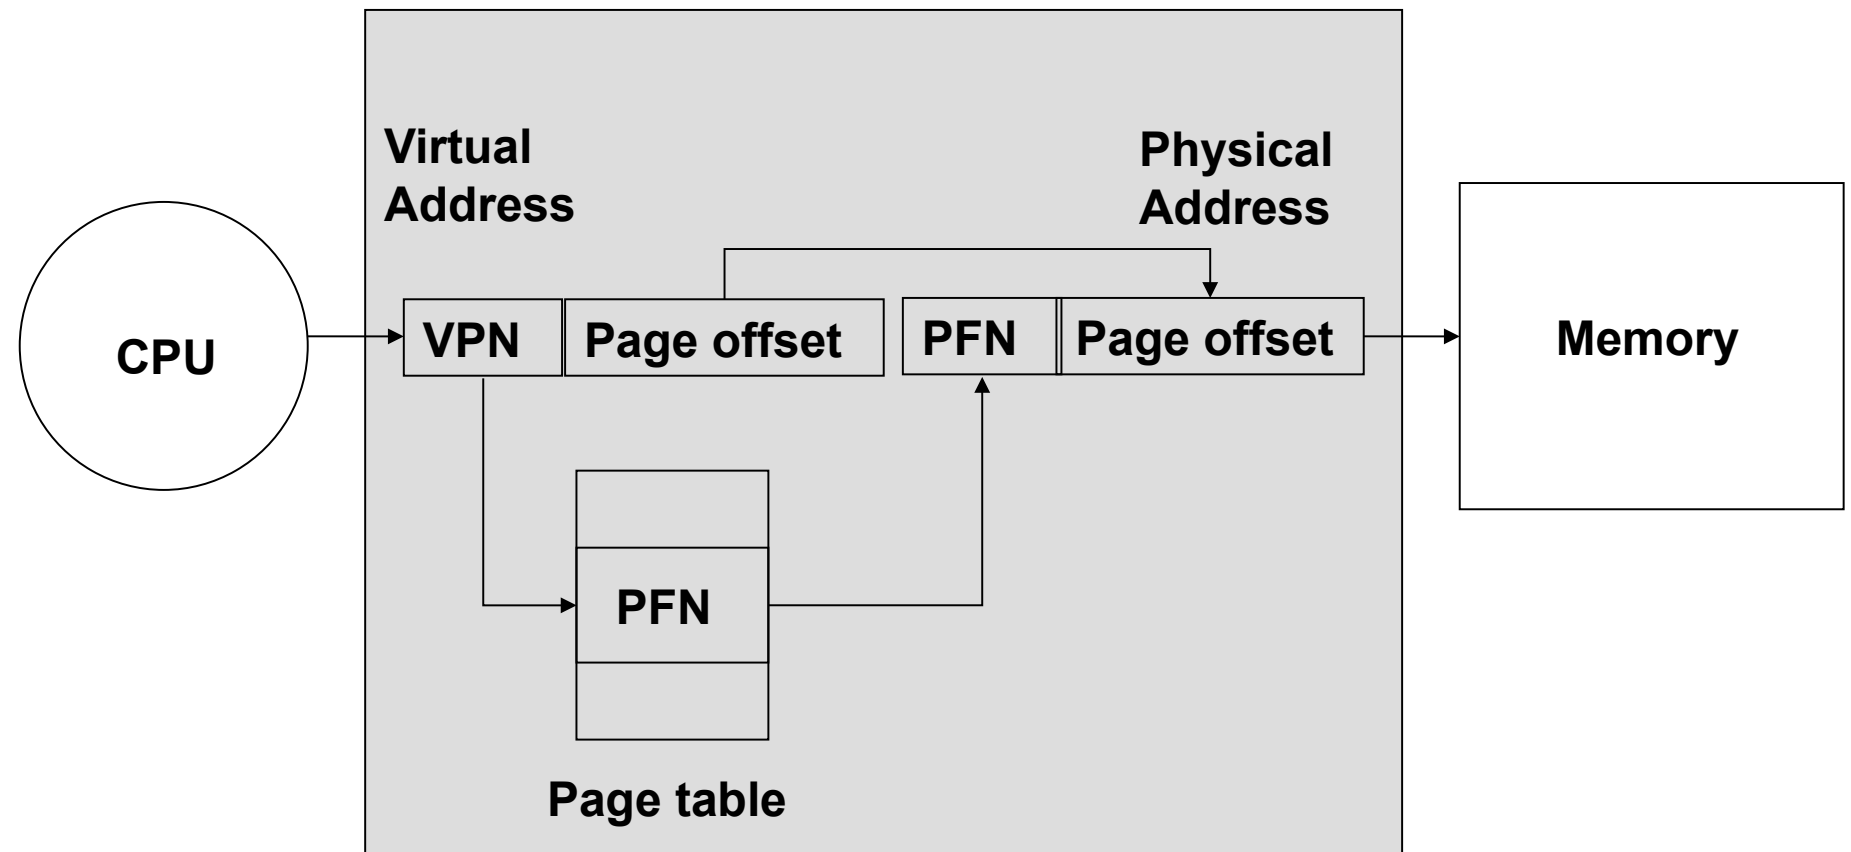 Virtual
Address
Physical
Address
CPU
VPN
Page offset
PFN
Page offset
Memory
PFN
Page table